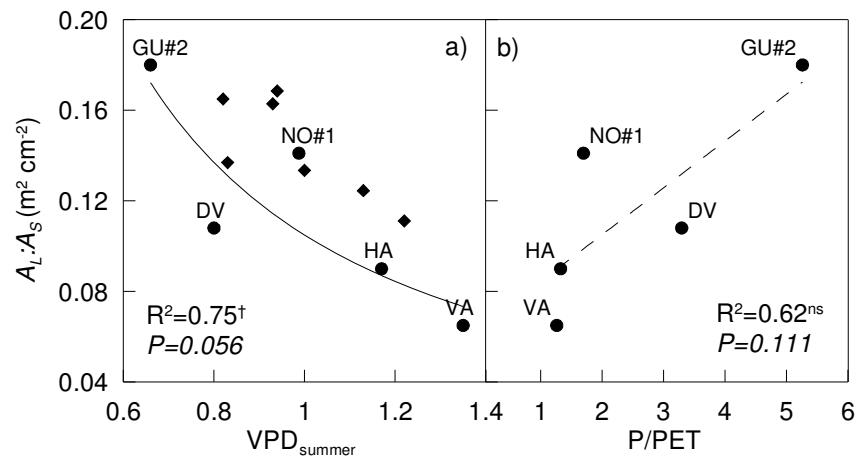 0.20
0.16
0.12
0.08
0.04
A_L:A_S (m² cm⁻²)
a)
GU#2
NO#1
DV
HA
VA
R²=0.75†
P=0.056
0.6 0.8 1 1.2 1.4
VPD_summer
b)
GU#2
NO#1
DV
HA
VA
R²=0.62ⁿˢ
P=0.111
1 2 3 4 5 6
P/PET